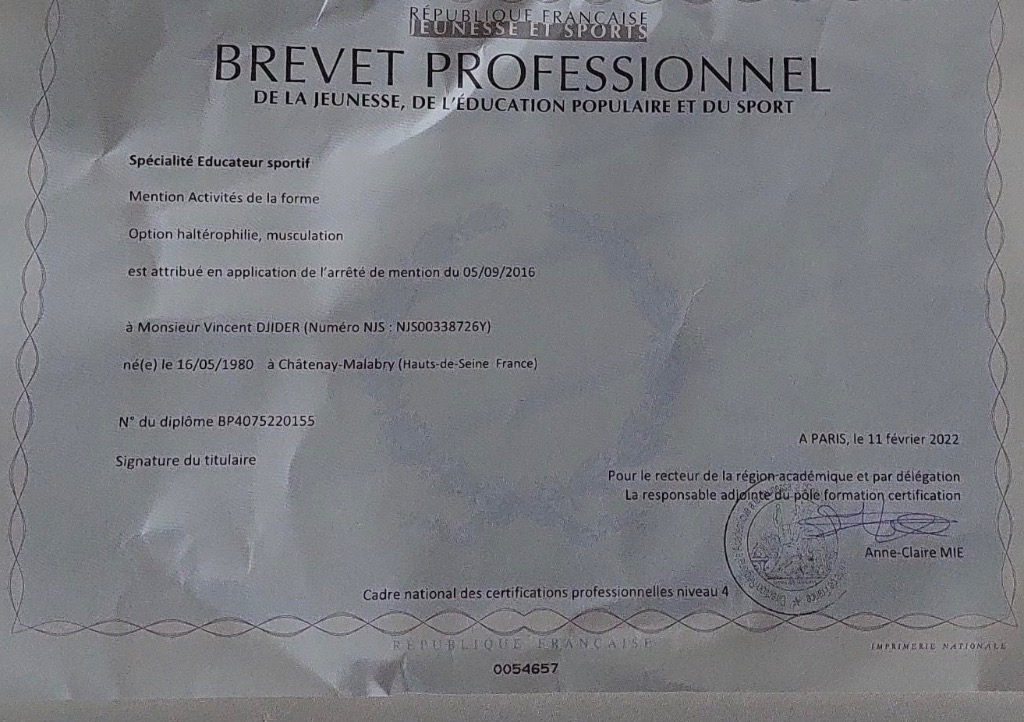 RÉPUBLIQUE FRANÇAISE
JEUNESSE ET SPORTS
BREVET PROFESSIONNEL
DE LA JEUNESSE, DE L'ÉDUCATION POPULAIRE ET DU SPORT
Spécialité Educateur sportif
Mention Activités de la forme
Option haltérophilie, musculation
est attribué en application de l'arrêté de mention du 05/09/2016
à Monsieur Vincent DJIDER (Numéro NJS : NJS00338726Y)
né(e) le 16/05/1980 à Châtenay-Malabry (Hauts-de-Seine France)
N° du diplôme BP4075220155
Signature du titulaire
A PARIS, le 11 février 2022
Pour le recteur de la région académique et par délégation
La responsable adjointe du pôle formation certification
Anne-Claire MIE
Cadre national des certifications professionnelles niveau 4
RÉPUBLIQUE FRANÇAISE
IMPRIMERIE NATIONALE
0054657